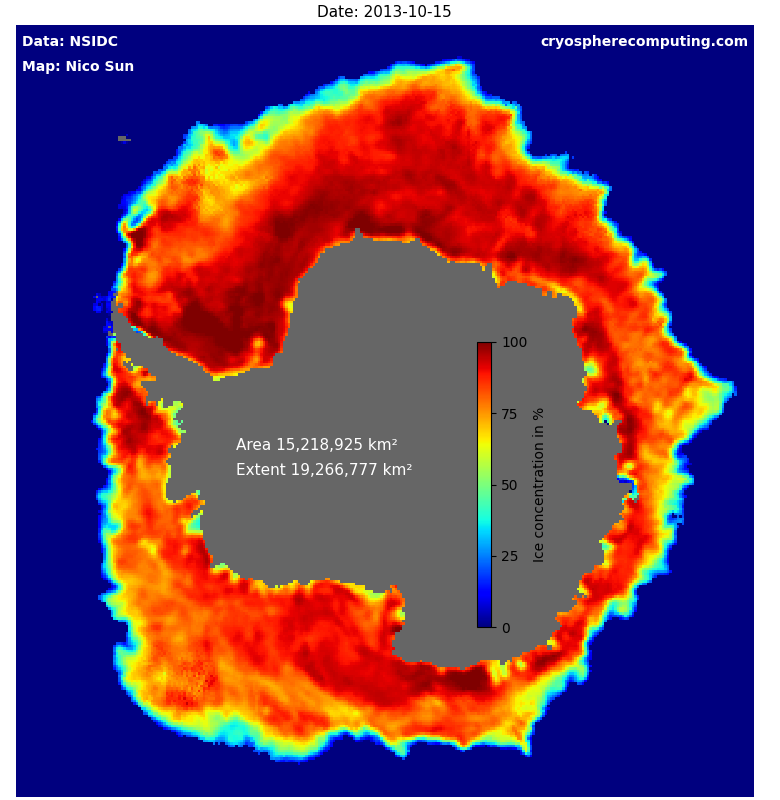 Date: 2013-10-15
Data: NSIDC
cryospherecomputing.com
Map: Nico Sun
100
75
50
25
0
Ice concentration in %
Area 15,218,925 km²
Extent 19,266,777 km²